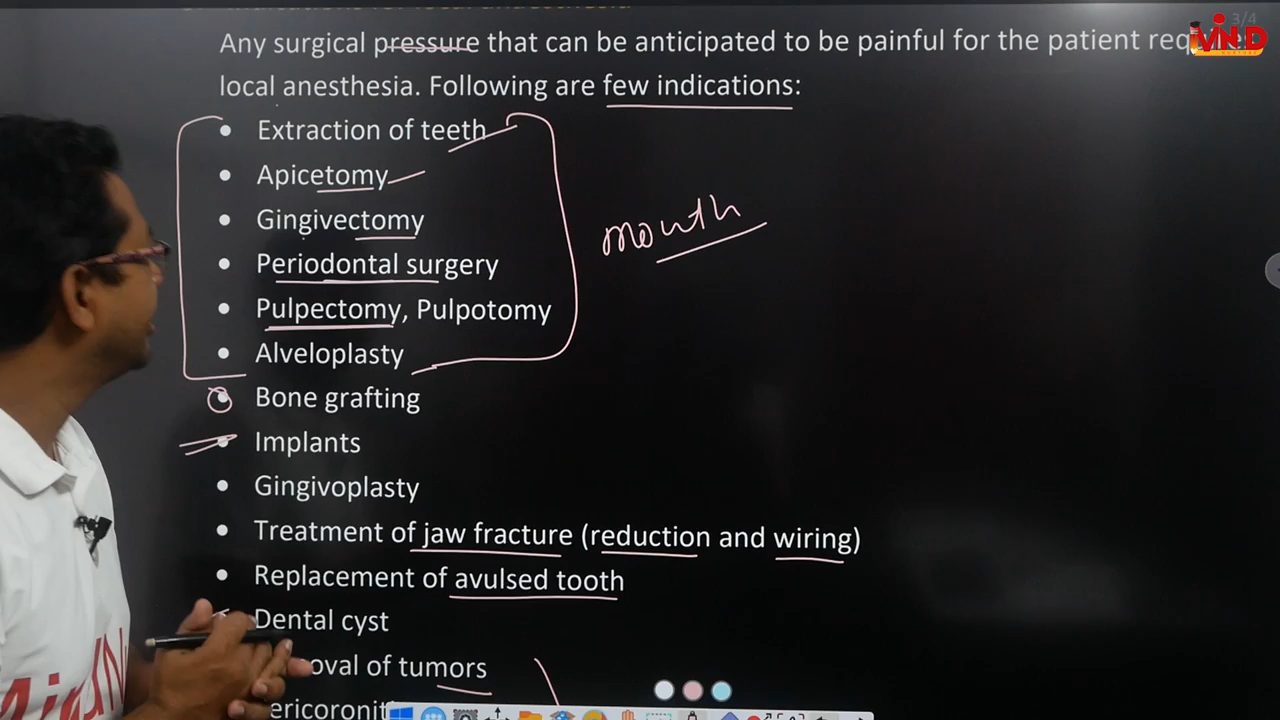 3/4
Any surgical pressure that can be anticipated to be painful for the patient
local anesthesia. Following are few indications:
• Extraction of teeth
• Apicetomy
• Gingivectomy
• Periodontal surgery
• Pulpectomy, Pulpotomy
• Alveloplasty
mouth
• Bone grafting
• Implants
• Gingivoplasty
• Treatment of jaw fracture (reduction and wiring)
• Replacement of avulsed tooth
Dental cyst
of tumors